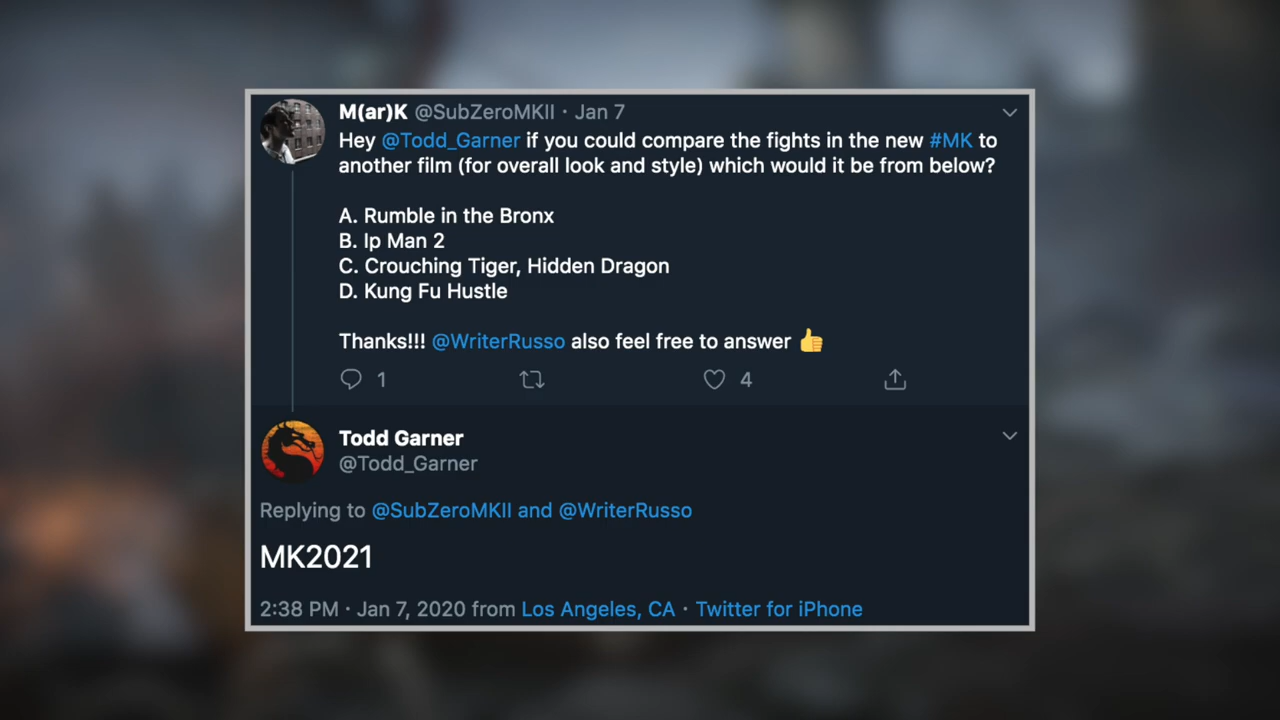 M(ar)K @SubZeroMKII · Jan 7
Hey @Todd_Garner if you could compare the fights in the new #MK to
another film (for overall look and style) which would it be from below?
A. Rumble in the Bronx
B. Ip Man 2
C. Crouching Tiger, Hidden Dragon
D. Kung Fu Hustle
Thanks!!! @WriterRusso also feel free to answer 👍
1 4
Todd Garner
@Todd_Garner
Replying to @SubZeroMKII and @WriterRusso
MK2021
2:38 PM · Jan 7, 2020 from Los Angeles, CA · Twitter for iPhone